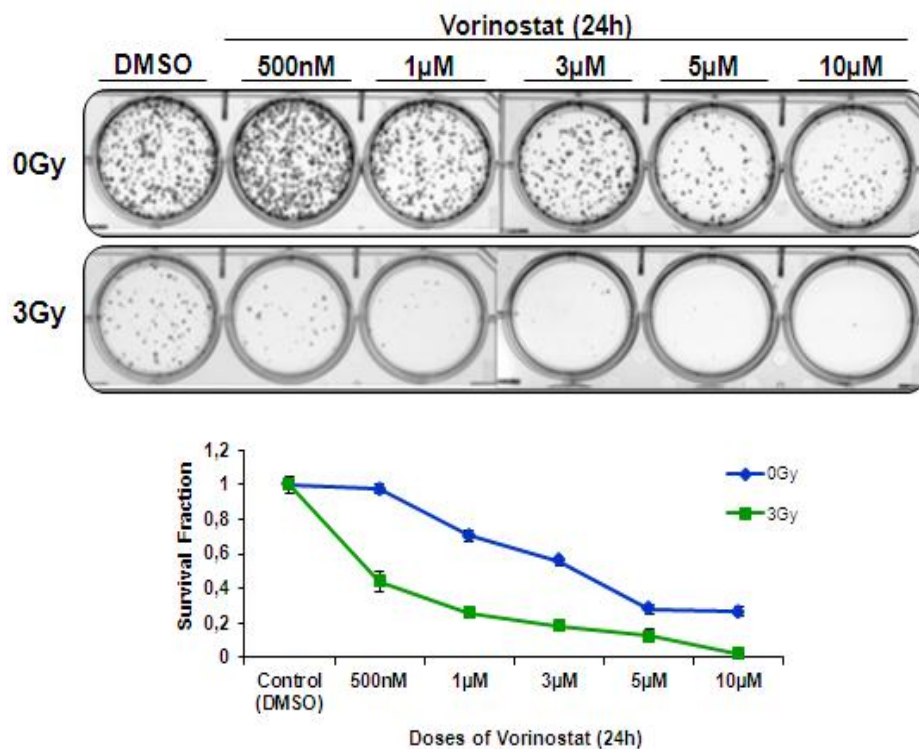 Vorinostat (24h)
DMSO 500nM 1µM 3µM 5µM 10µM
0Gy
3Gy
1,2
1
0,8
0,6
0,4
0,2
0
Survival Fraction
0Gy
3Gy
Control (DMSO) 500nM 1µM 3µM 5µM 10µM
Doses of Vorinostat (24h)